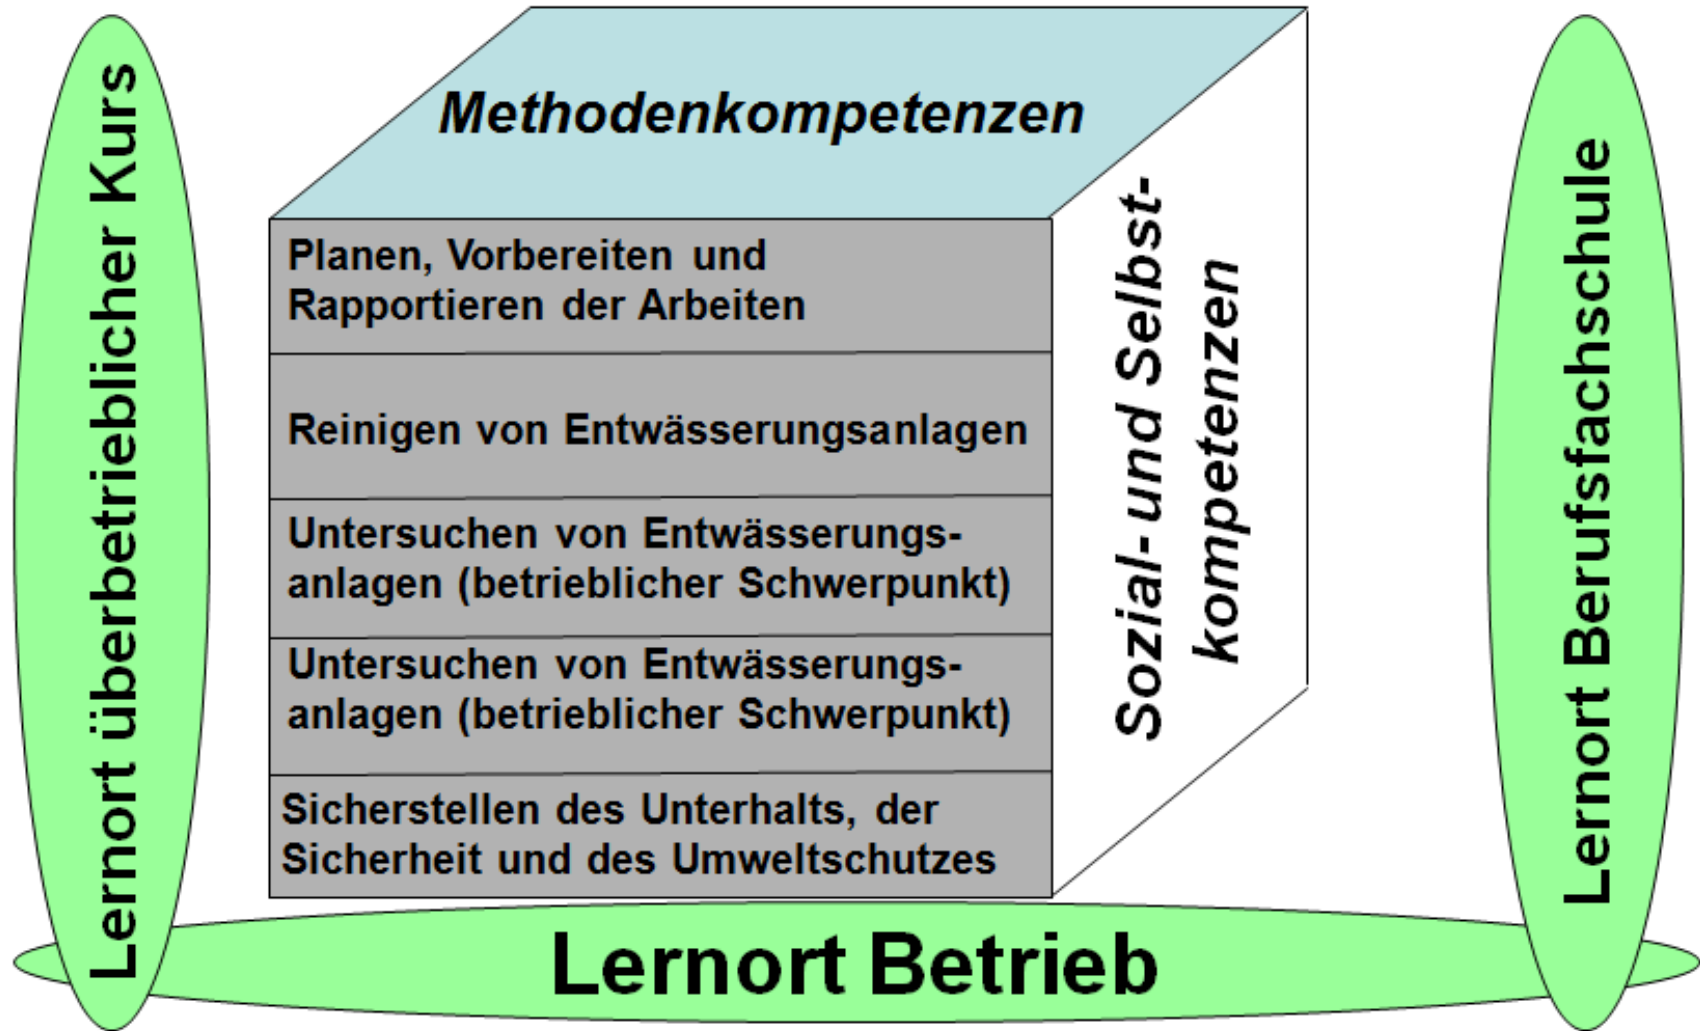 Lernort überbetrieblicher Kurs
Methodenkompetenzen
Planen, Vorbereiten und
Rapportieren der Arbeiten
Reinigen von Entwässerungsanlagen
Untersuchen von Entwässerungs-
anlagen (betrieblicher Schwerpunkt)
Untersuchen von Entwässerungs-
anlagen (betrieblicher Schwerpunkt)
Sicherstellen des Unterhalts, der
Sicherheit und des Umweltschutzes
Sozial- und Selbst-
kompetenzen
Lernort Berufsfachschule
Lernort Betrieb